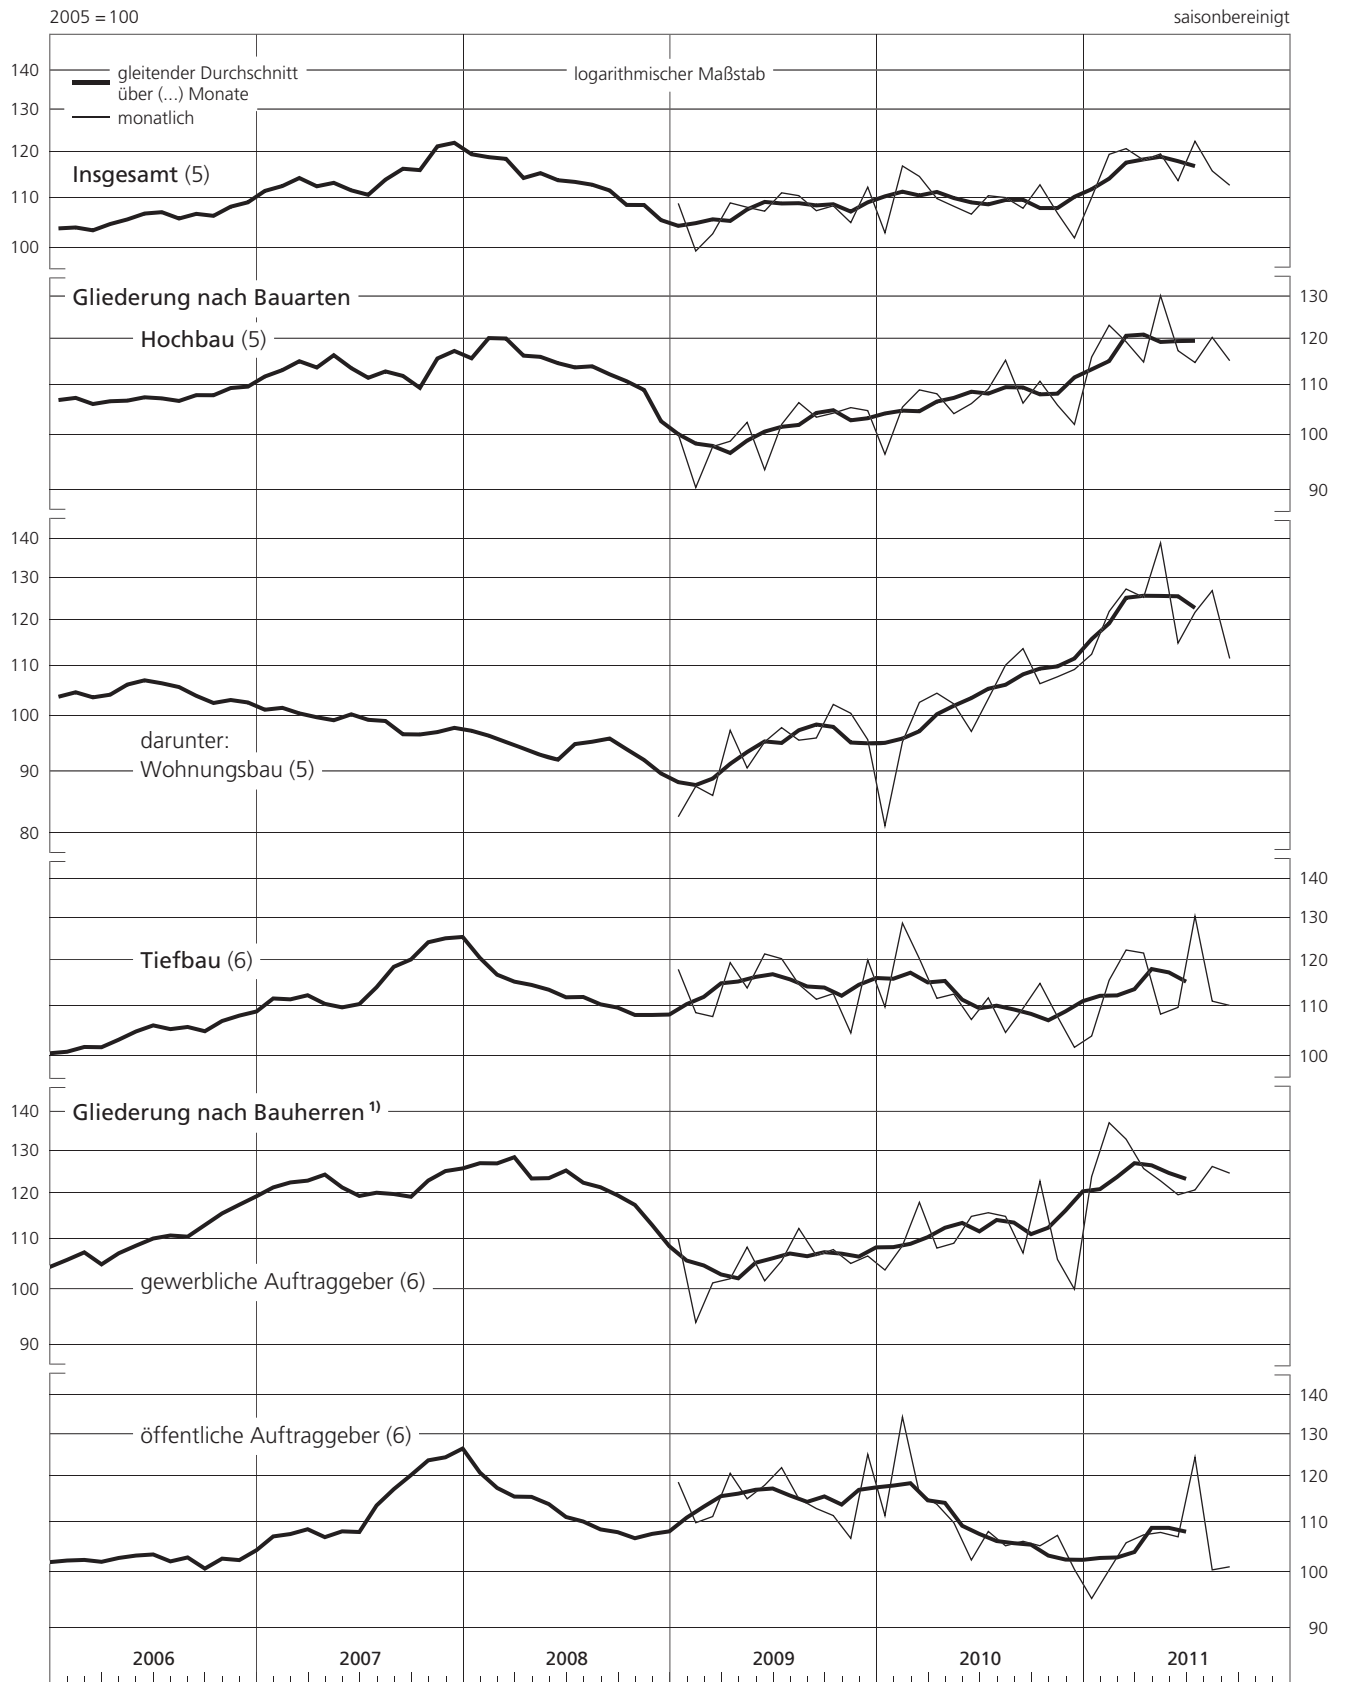 2005 = 100
saisonbereinigt
140
gleitender Durchschnitt
über (...) Monate
logarithmischer Maßstab
130
monatlich
120
Insgesamt (5)
110
100
Gliederung nach Bauarten
130
Hochbau (5)
120
110
100
90
140
130
120
110
100
darunter:
Wohnungsbau (5)
90
80
140
130
Tiefbau (6)
120
110
100
140
Gliederung nach Bauherren 1)
130
120
110
gewerbliche Auftraggeber (6)
100
90
140
öffentliche Auftraggeber (6)
130
120
110
100
90
2006 2007 2008 2009 2010 2011